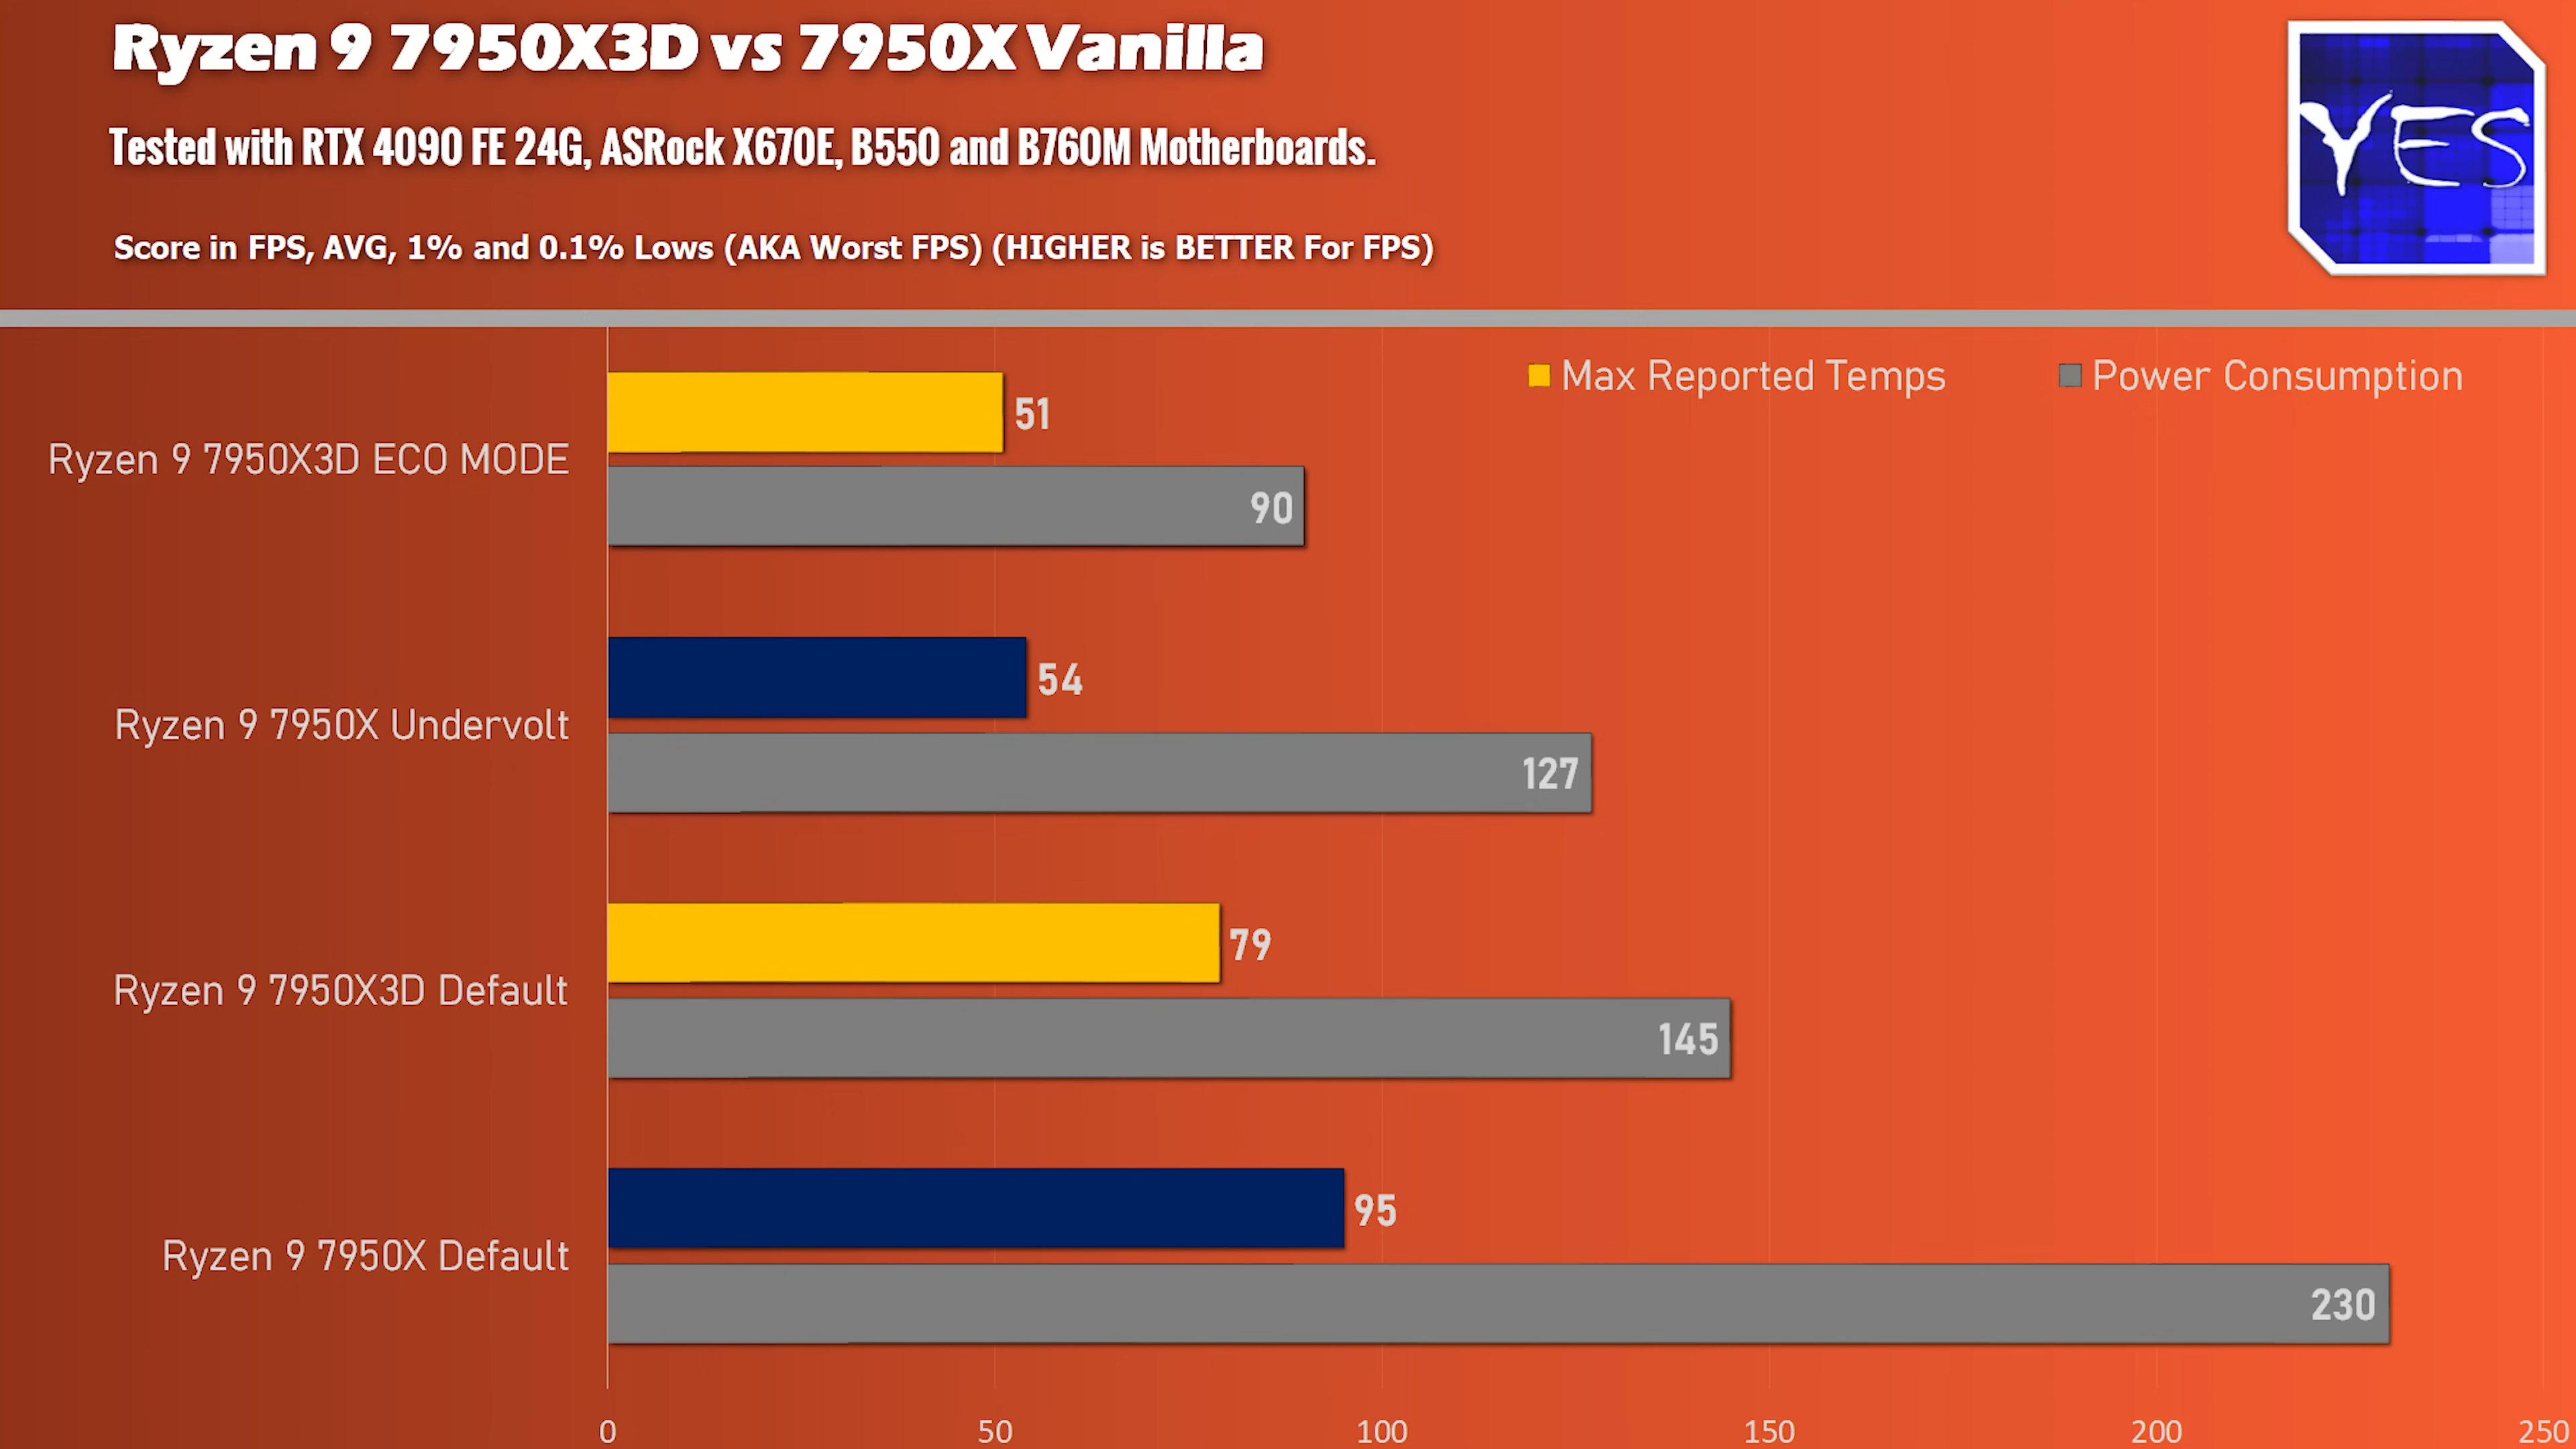 Ryzen 9 7950X3D vs 7950X Vanilla
Tested with RTX 4090 FE 24G, ASRock X670E, B550 and B760M Motherboards.
Score in FPS, AVG, 1% and 0.1% Lows (AKA Worst FPS) (HIGHER is BETTER For FPS)
YES
Max Reported Temps Power Consumption
Ryzen 9 7950X3D ECO MODE
51
90
Ryzen 9 7950X Undervolt
54
127
Ryzen 9 7950X3D Default
79
145
Ryzen 9 7950X Default
95
230
0 50 100 150 200 250